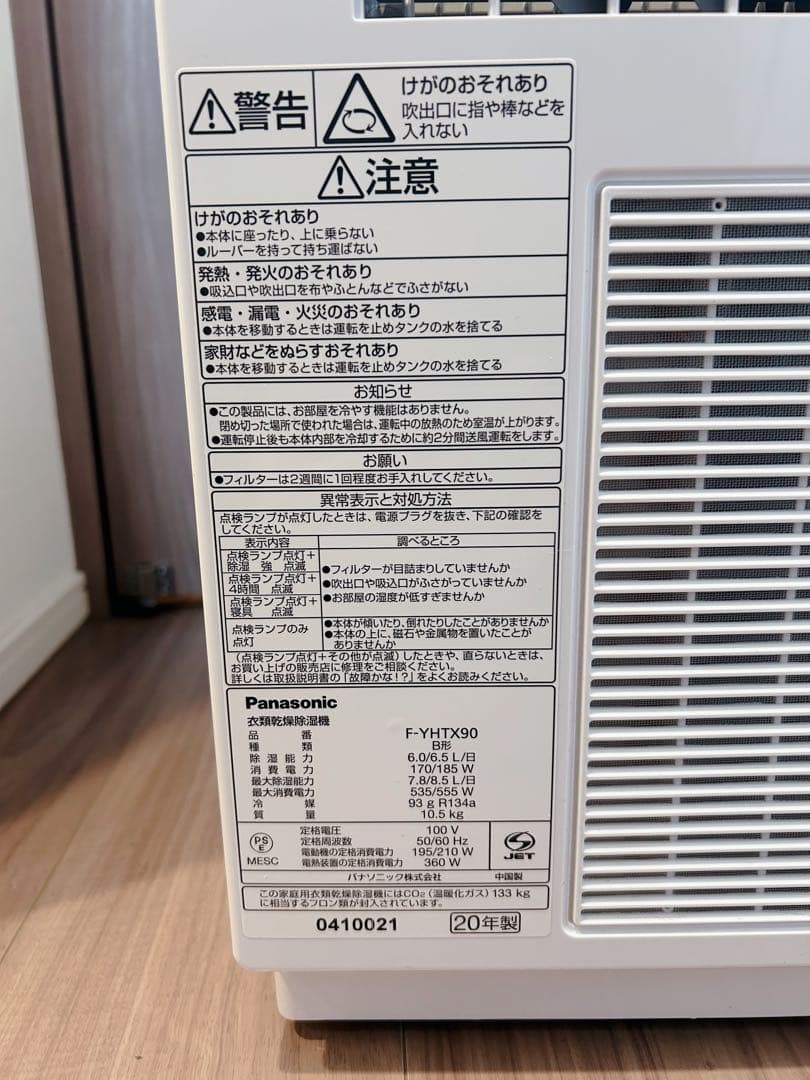 警告
けがのおそれあり
吹出口に指や棒などを
入れない
注意
けがのおそれあり
●本体に座ったり、上に乗らない
●ルーバーを持って持ち運ばない
発熱・発火のおそれあり
●吸込口や吹出口を布やふとんなどでふさがない
感電・漏電・火災のおそれあり
●本体を移動するときは運転を止めタンクの水を捨てる
家財などをぬらすおそれあり
●本体を移動するときは運転を止めタンクの水を捨てる
お知らせ
●この製品には、お部屋を冷やす機能はありません。
閉め切った場所で使われた場合は、運転中の放熱のため室温が上がります。
●運転停止後も本体内部を冷却するために約2分間送風運転をします。
お願い
●フィルターは2週間に1回程度お手入れしてください。
異常表示と対処方法
点検ランプが点灯したときは、電源プラグを抜き、下記の確認を
してください。
表示内容 調べるところ
点検ランプ点灯+
除湿 強 点滅
点検ランプ点灯+
4時間 点滅
点検ランプ点灯+
寝具 点滅
●フィルターが目詰まりしていませんか
●吹出口や吸込口がふさがっていませんか
●お部屋の湿度が低すぎませんか
点検ランプのみ
点灯
●本体が傾いたり、倒れたりしたことがありませんか
●本体の上に、磁石や金属物を置いたことが
ありませんか
(点検ランプ点灯+その他が点滅)したときや、直らないときは、
お買い上げの販売店に修理をご相談ください。
詳しくは取扱説明書の「故障かな!?」をよくお読みください。
Panasonic
衣類乾燥除湿機
品番 F-YHTX90
種類 B形
除湿能力 6.0/6.5 L/日
消費電力 170/185 W
最大除湿能力 7.8/8.5 L/日
最大消費電力 535/555 W
冷媒 93 g R134a
質量 10.5 kg
PS
E
MESC
定格電圧 100 V
定格周波数 50/60 Hz
電動機の定格消費電力 195/210 W
電熱装置の定格消費電力 360 W
JET
パナソニック株式会社 中国製
この家庭用衣類乾燥除湿機にはCO₂(温暖化ガス)133 kg
に相当するフロン類が封入されています。
0410021 20年製